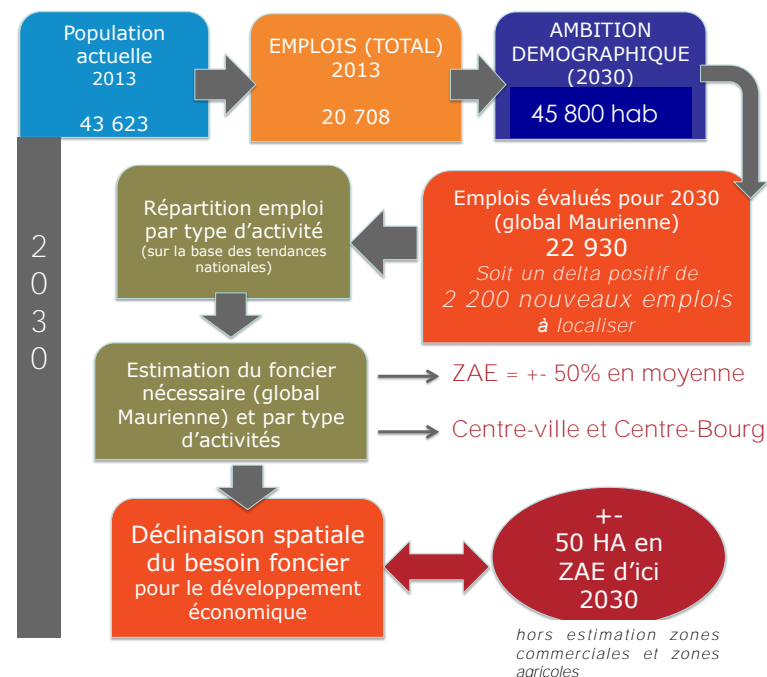 Population
actuelle
2013
43 623
EMPLOIS (TOTAL)
2013
20 708
AMBITION
DEMOGRAPHIQUE
(2030)
45 800 hab
Emplois évalués pour 2030
(global Maurienne)
22 930
Soit un delta positif de
2 200 nouveaux emplois
à localiser
Répartition emploi
par type d'activité
(sur la base des tendances
nationales)
2
0
3
0
Estimation du foncier
nécessaire (global
Maurienne) et par type
d'activités
ZAE = +- 50% en moyenne
Centre-ville et Centre-Bourg
Déclinaison spatiale
du besoin foncier
pour le développement
économique
+-
50 HA en
ZAE d'ici
2030
hors estimation zones
commerciales et zones
agricoles